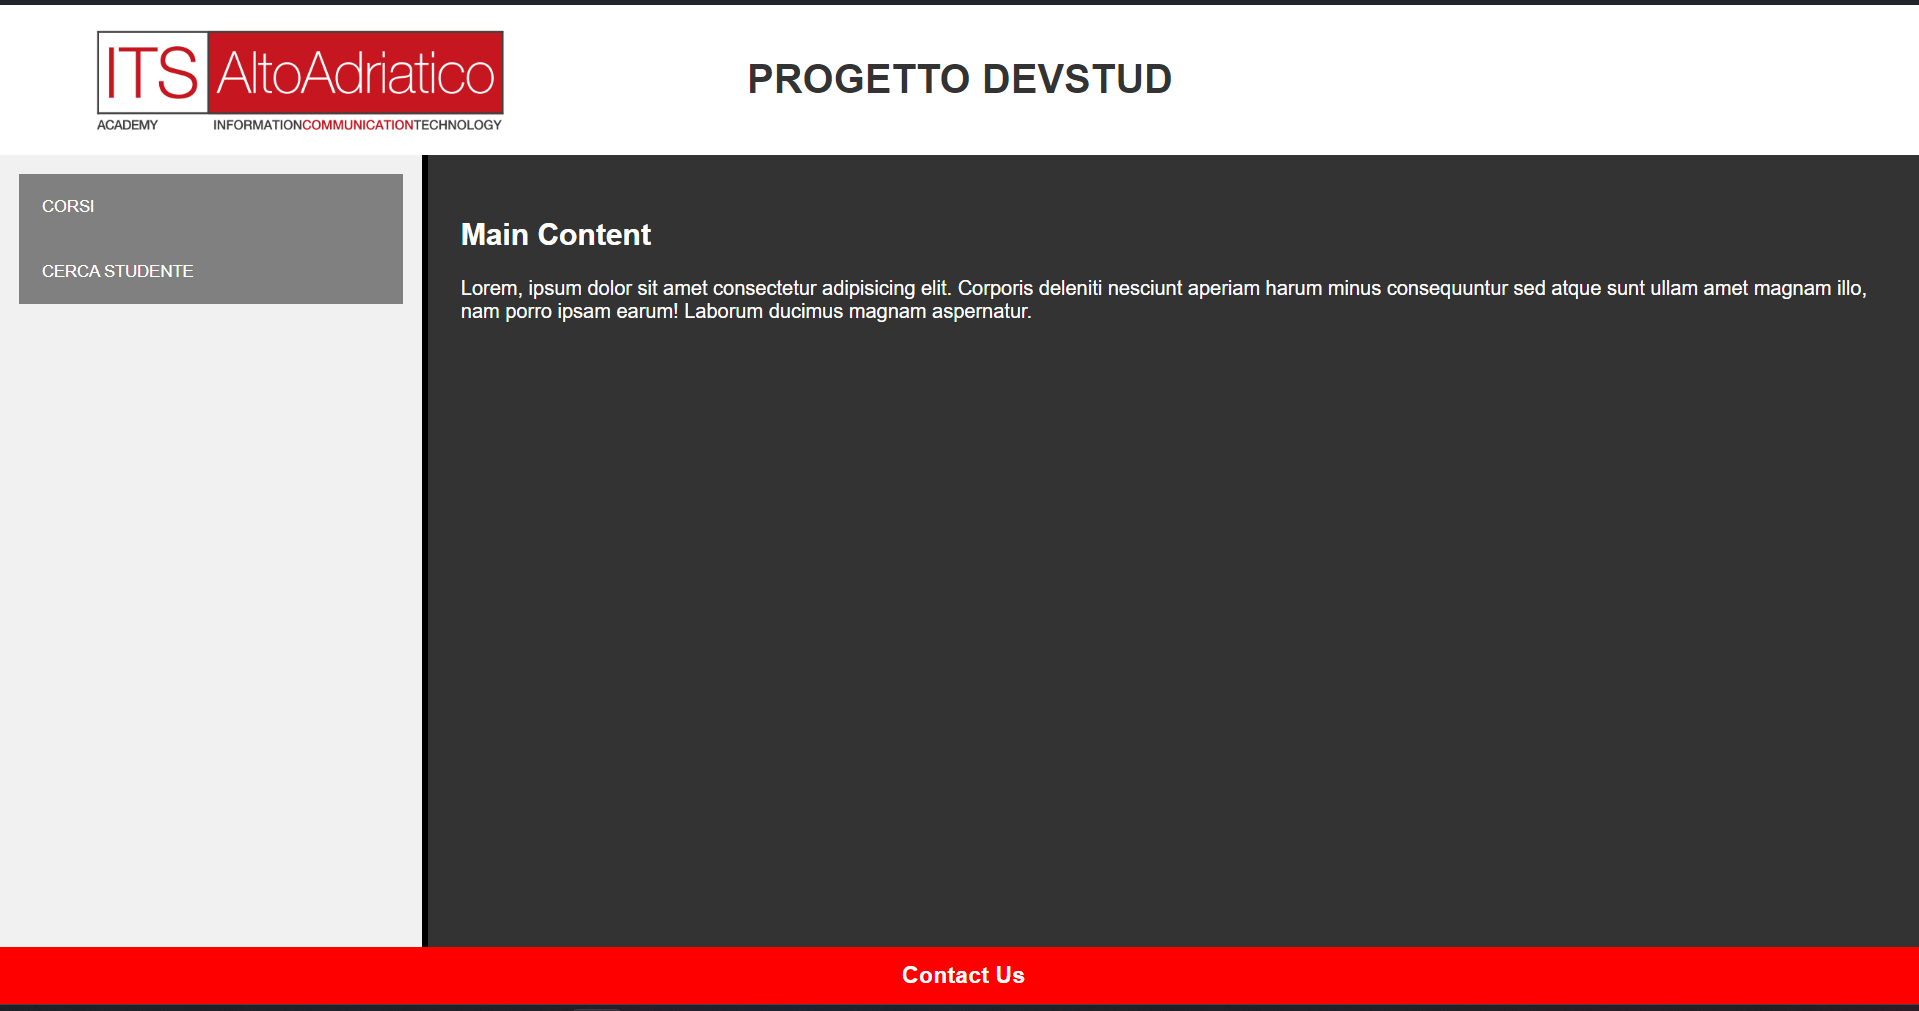 ITS AltoAdriatico
ACADEMY INFORMATIONCOMMUNICATIONTECHNOLOGY
PROGETTO DEVSTUD
CORSI
CERCA STUDENTE
Main Content
Lorem, ipsum dolor sit amet consectetur adipisicing elit. Corporis deleniti nesciunt aperiam harum minus consequuntur sed atque sunt ullam amet magnam illo,
nam porro ipsam earum! Laborum ducimus magnam aspernatur.
Contact Us